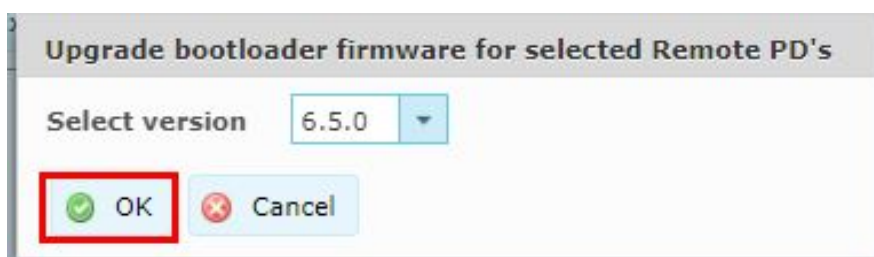 Upgrade bootloader firmware for selected Remote PD's
Select version 6.5.0
OK Cancel